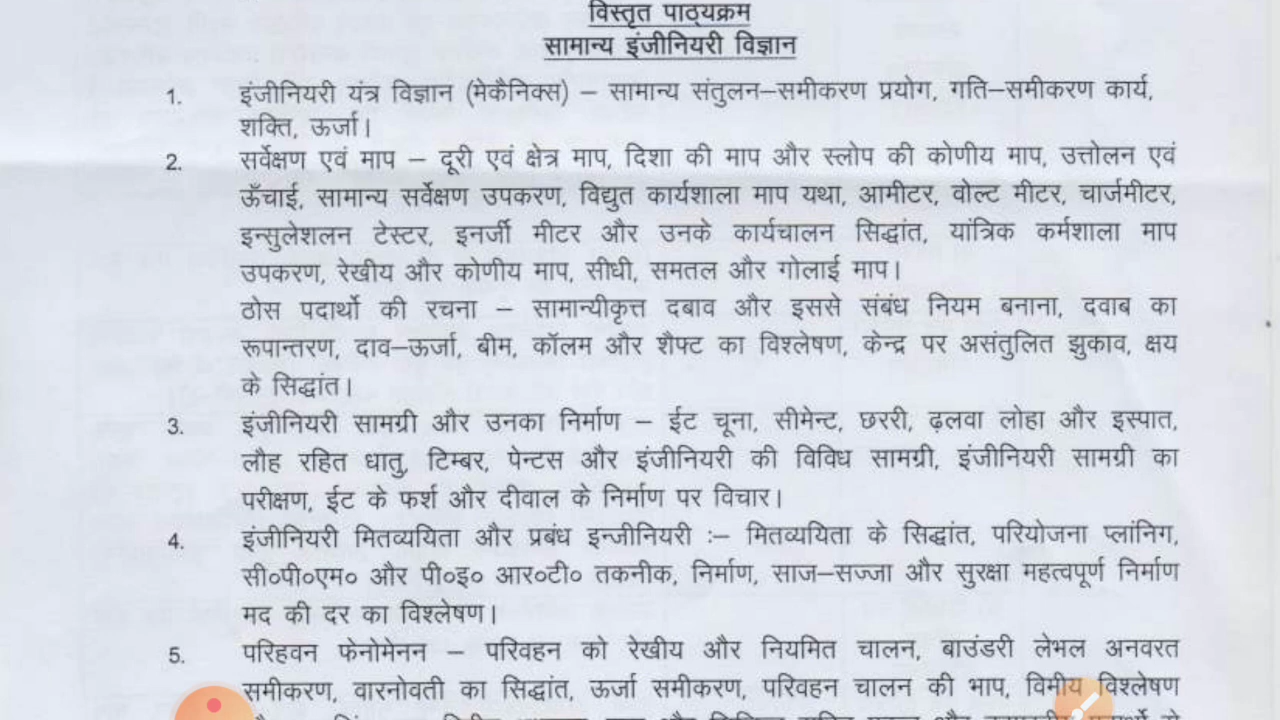 विस्तृत पाठ्यक्रम
सामान्य इंजीनियरी विज्ञान
1. इंजीनियरी यंत्र विज्ञान (मेकैनिक्स) – सामान्य संतुलन–समीकरण प्रयोग, गति–समीकरण कार्य,
शक्ति, ऊर्जा।
2. सर्वेक्षण एवं माप – दूरी एवं क्षेत्र माप, दिशा की माप और स्लोप की कोणीय माप, उत्तोलन एवं
ऊँचाई, सामान्य सर्वेक्षण उपकरण, विद्युत कार्यशाला माप यथा, आमीटर, वोल्ट मीटर, चार्जमीटर,
इन्सुलेशलन टेस्टर, इनर्जी मीटर और उनके कार्यचालन सिद्धांत, यांत्रिक कर्मशाला माप
उपकरण, रेखीय और कोणीय माप, सीधी, समतल और गोलाई माप।
ठोस पदार्थो की रचना – सामान्यीकृत्त दबाव और इससे संबंध नियम बनाना, दवाब का
रूपान्तरण, दाव–ऊर्जा, बीम, कॉलम और शैफ्ट का विश्लेषण, केन्द्र पर असंतुलित झुकाव, क्षय
के सिद्धांत।
3. इंजीनियरी सामग्री और उनका निर्माण – ईट चूना, सीमेन्ट, छररी, ढ़लवा लोहा और इस्पात,
लौह रहित धातु, टिम्बर, पेन्टस और इंजीनियरी की विविध सामग्री, इंजीनियरी सामग्री का
परीक्षण, ईट के फर्श और दीवाल के निर्माण पर विचार।
4. इंजीनियरी मितव्ययिता और प्रबंध इन्जीनियरी :– मितव्ययिता के सिद्धांत, परियोजना प्लांनिग,
सी०पी०एम० और पी०इ० आर०टी० तकनीक, निर्माण, साज–सज्जा और सुरक्षा महत्वपूर्ण निर्माण
मद की दर का विश्लेषण।
5. परिहवन फेनोमेनन – परिवहन को रेखीय और नियमित चालन, बाउंडरी लेभल अनवरत
समीकरण, वारनोवती का सिद्धांत, ऊर्जा समीकरण, परिवहन चालन की भाप, विमीय विश्लेषण